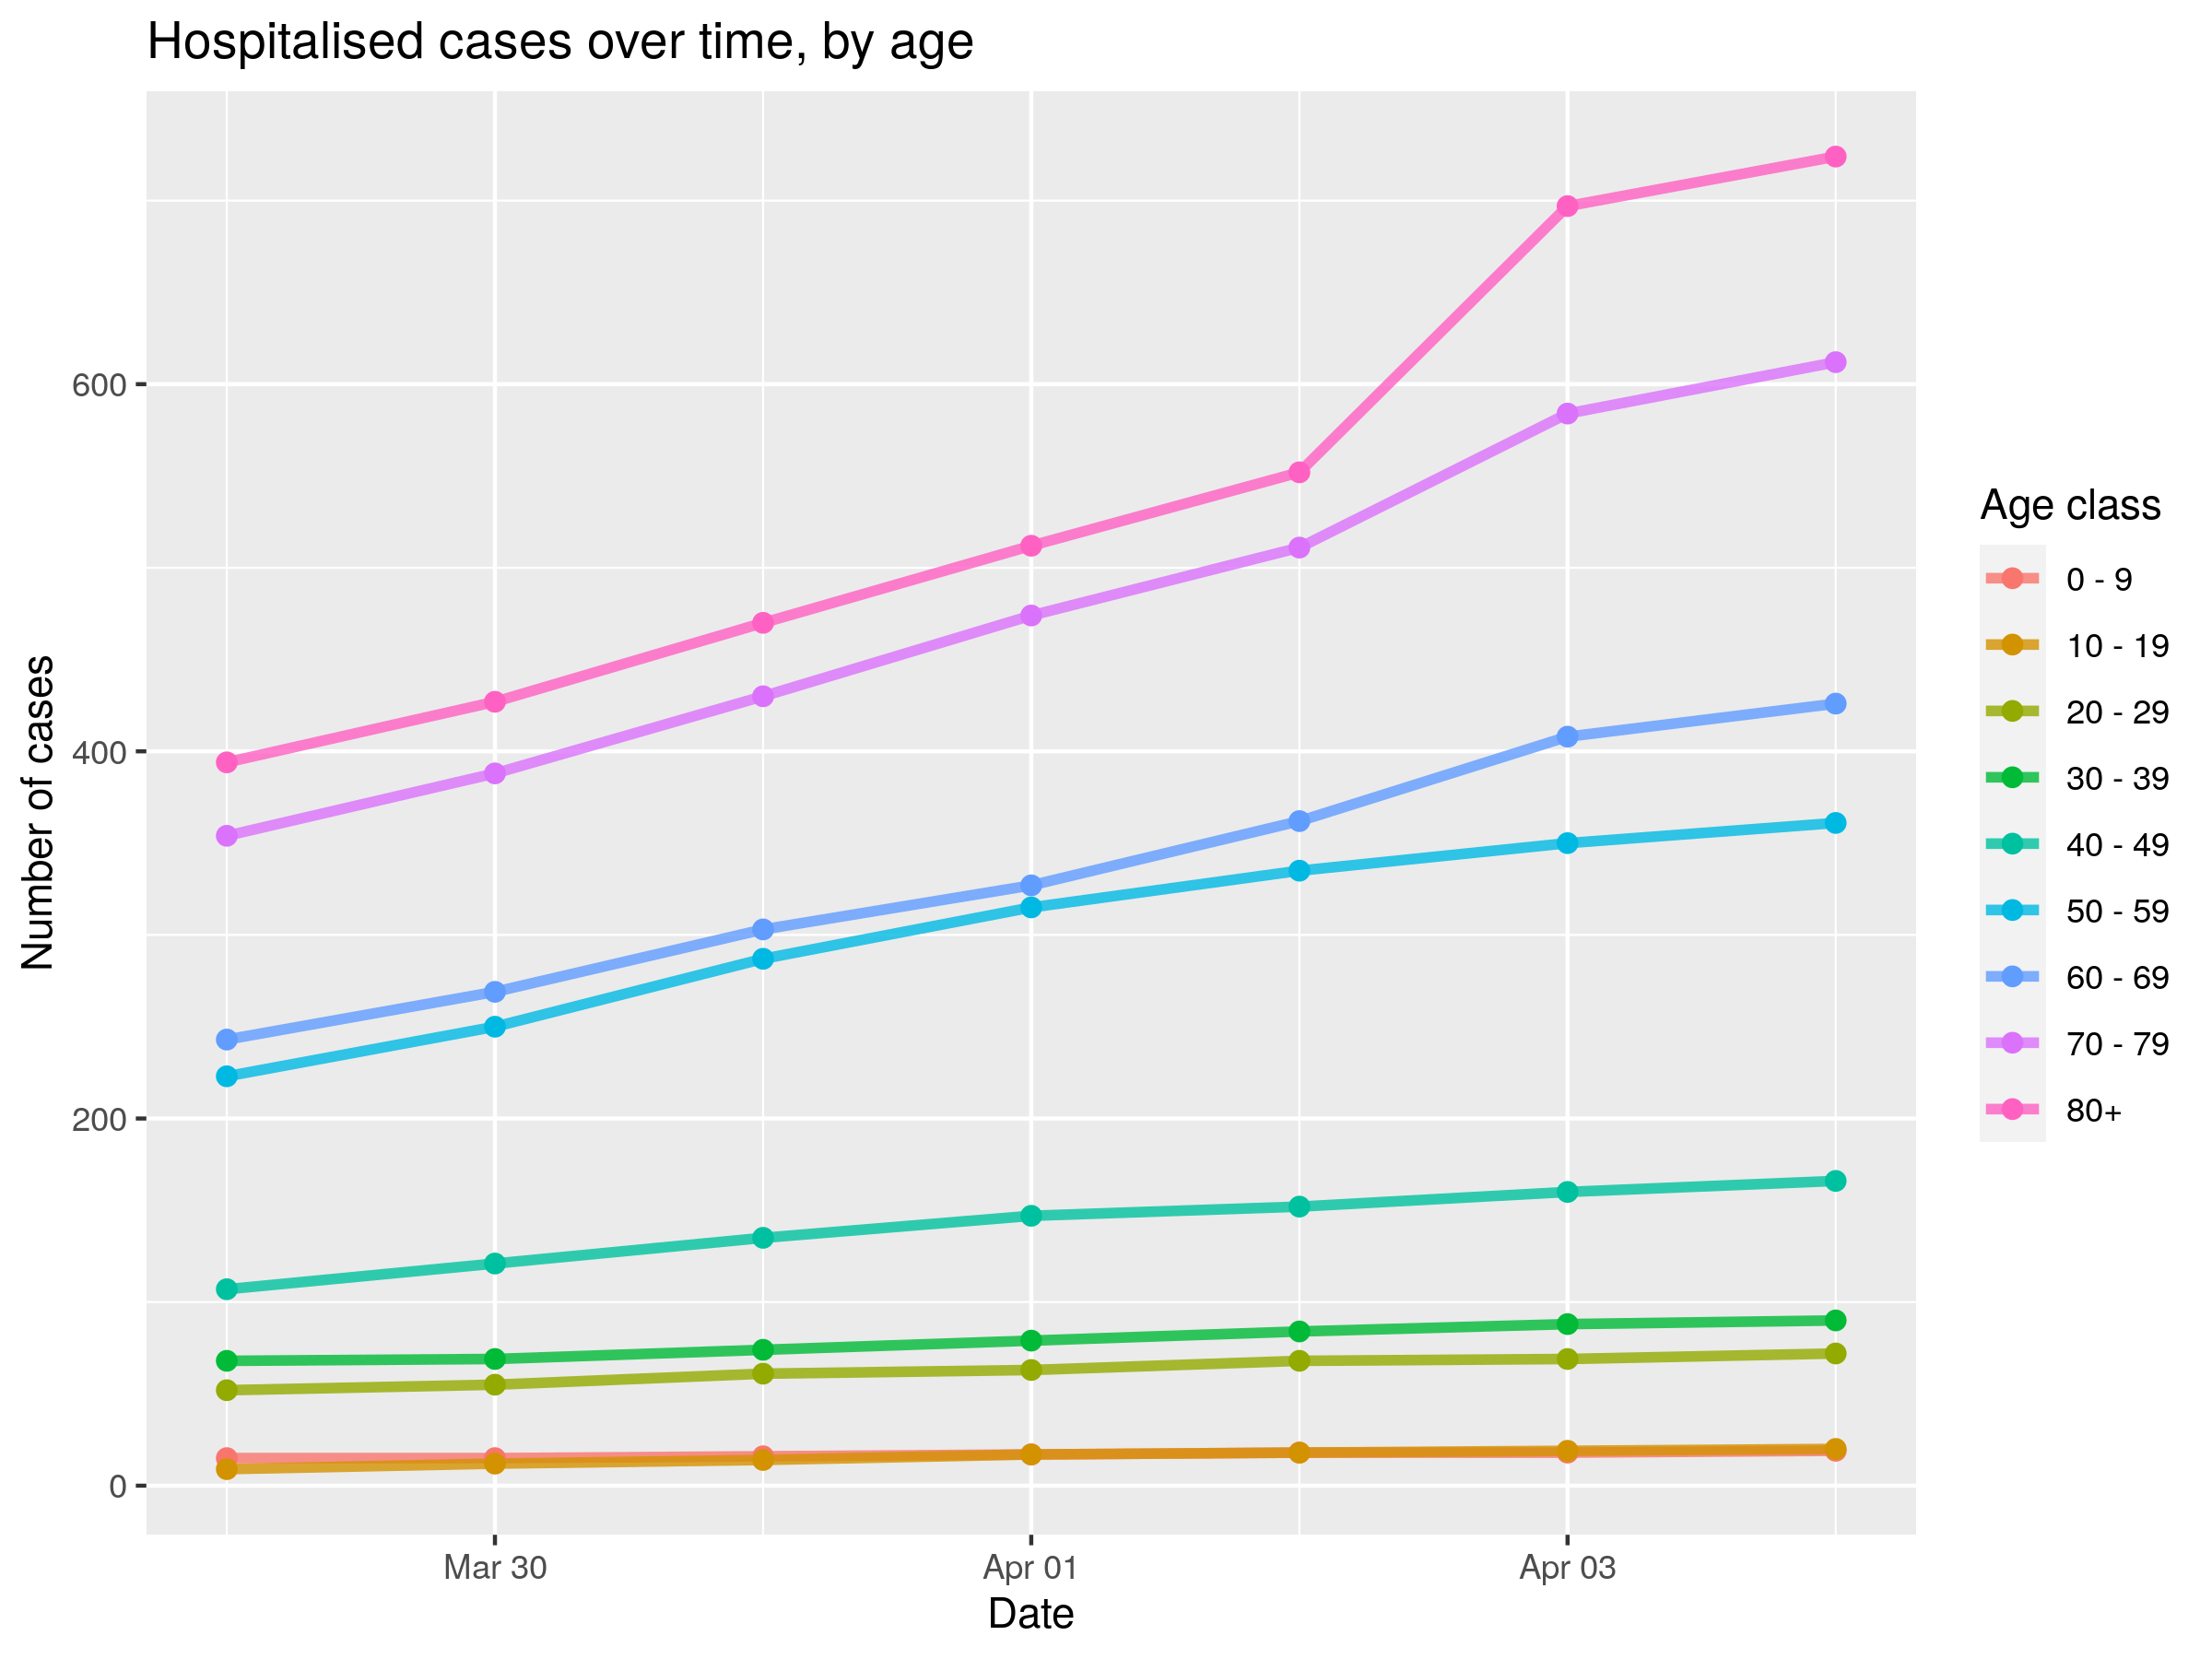 Hospitalised cases over time, by age
Number of cases
600
400
200
0
Mar 30
Apr 01
Apr 03
Date
Age class
0 - 9
10 - 19
20 - 29
30 - 39
40 - 49
50 - 59
60 - 69
70 - 79
80+